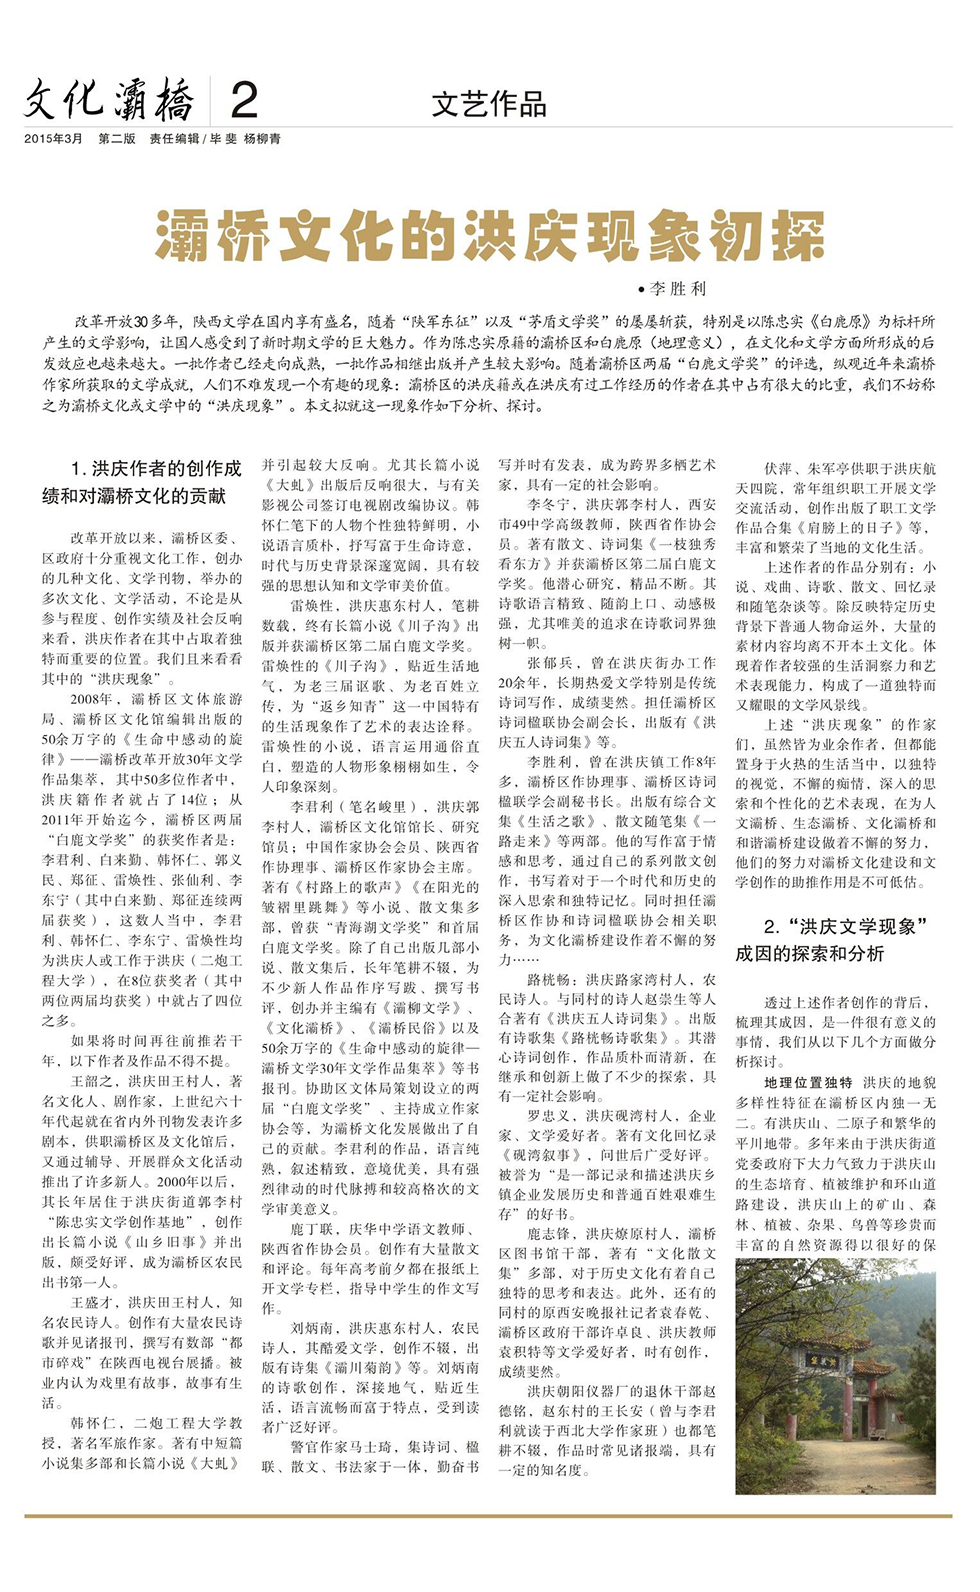 文化灞橋
2
文艺作品
2015年3月 第二版 责任编辑/毕 斐 杨柳青
灞桥文化的洪庆现象初探
●李胜利
改革开放30多年，陕西文学在国内享有盛名，随着“陕军东征”以及“茅盾文学奖”的屡屡斩获，特别是以陈忠实《白鹿原》为标杆所
产生的文学影响，让国人感受到了新时期文学的巨大魅力。作为陈忠实原籍的灞桥区和白鹿原（地理意义），在文化和文学方面所形成的后
发效应也越来越大。一批作者已经走向成熟，一批作品相继出版并产生较大影响。随着灞桥区两届“白鹿文学奖”的评选，纵观近年来灞桥
作家所获取的文学成就，人们不难发现一个有趣的现象：灞桥区的洪庆籍或在洪庆有过工作经历的作者在其中占有很大的比重，我们不妨称
之为灞桥文化或文学中的“洪庆现象”。本文拟就这一现象作如下分析、探讨。
1. 洪庆作者的创作成
绩和对灞桥文化的贡献
改革开放以来，灞桥区委、
区政府十分重视文化工作，创办
的几种文化、文学刊物，举办的
多次文化、文学活动，不论是从
参与程度、创作实绩及社会反响
来看，洪庆作者在其中占取着独
特而重要的位置。我们且来看看
其中的“洪庆现象”。
2008年，灞桥区文体旅游
局、灞桥区文化馆编辑出版的
50余万字的《生命中感动的旋
律》——灞桥改革开放30年文学
作品集萃，其中50多位作者中，
洪庆籍作者就占了14位；从
2011年开始迄今，灞桥区两届
“白鹿文学奖”的获奖作者是：
李君利、白来勤、韩怀仁、郭义
民、郑征、雷焕性、张仙利、李
东宁（其中白来勤、郑征连续两
届获奖），这数人当中，李君
利、韩怀仁、李东宁、雷焕性均
为洪庆人或工作于洪庆（二炮工
程大学），在8位获奖者（其中
两位两届均获奖）中就占了四位
之多。
如果将时间再往前推若干
年，以下作者及作品不得不提。
王韶之，洪庆田王村人，著
名文化人、剧作家，上世纪六十
年代起就在省内外刊物发表许多
剧本，供职灞桥区及文化馆后，
又通过辅导、开展群众文化活动
推出了许多新人。2000年以后，
其长年居住于洪庆街道郭李村
“陈忠实文学创作基地”，创作
出长篇小说《山乡旧事》并出
版，颇受好评，成为灞桥区农民
出书第一人。
王盛才，洪庆田王村人，知
名农民诗人。创作有大量农民诗
歌并见诸报刊，撰写有数部“都
市碎戏”在陕西电视台展播。被
业内认为戏里有故事，故事有生
活。
韩怀仁，二炮工程大学教
授，著名军旅作家。著有中短篇
小说集多部和长篇小说《大虬》
并引起较大反响。尤其长篇小说
《大虬》出版后反响很大，与有关
影视公司签订电视剧改编协议。韩
怀仁笔下的人物个性独特鲜明，小
说语言质朴，抒写富于生命诗意，
时代与历史背景深邃宽阔，具有较
强的思想认知和文学审美价值。
雷焕性，洪庆惠东村人，笔耕
数载，终有长篇小说《川子沟》出
版并获灞桥区第二届白鹿文学奖。
雷焕性的《川子沟》，贴近生活地
气，为老三届讴歌、为老百姓立
传，为“返乡知青”这一中国特有
的生活现象作了艺术的表达诠释。
雷焕性的小说，语言运用通俗直
白，塑造的人物形象栩栩如生，令
人印象深刻。
李君利（笔名峻里），洪庆郭
李村人，灞桥区文化馆馆长、研究
馆员；中国作家协会会员、陕西省
作协理事、灞桥区作家协会主席。
著有《村路上的歌声》《在阳光的
皱褶里跳舞》等小说、散文集多
部，曾获“青海湖文学奖”和首届
白鹿文学奖。除了自己出版几部小
说、散文集后，长年笔耕不辍，为
不少新人作品作序写跋、撰写书
评，创办并主编有《灞柳文学》、
《文化灞桥》、《灞桥民俗》以及
50余万字的《生命中感动的旋律—
灞桥文学30年文学作品集萃》等书
报刊。协助区文体局策划设立的两
届“白鹿文学奖”、主持成立作家
协会等，为灞桥文化发展做出了自
己的贡献。李君利的作品，语言纯
熟，叙述精致，意境优美，具有强
烈律动的时代脉搏和较高格次的文
学审美意义。
鹿丁联，庆华中学语文教师、
陕西省作协会员。创作有大量散文
和评论。每年高考前夕都在报纸上
开文学专栏，指导中学生的作文写
作。
刘炳南，洪庆惠东村人，农民
诗人，其酷爱文学，创作不辍，出
版有诗集《灞川菊韵》等。刘炳南
的诗歌创作，深接地气，贴近生
活，语言流畅而富于特点，受到读
者广泛好评。
警官作家马士琦，集诗词、楹
联、散文、书法家于一体，勤奋书
写并时有发表，成为跨界多栖艺术
家，具有一定的社会影响。
李冬宁，洪庆郭李村人，西安
市49中学高级教师，陕西省作协会
员。著有散文、诗词集《一枝独秀
看东方》并获灞桥区第二届白鹿文
学奖。他潜心研究，精品不断。其
诗歌语言精致、随韵上口、动感极
强，尤其唯美的追求在诗歌词界独
树一帜。
张郁兵，曾在洪庆街办工作
20余年，长期热爱文学特别是传统
诗词写作，成绩斐然。担任灞桥区
诗词楹联协会副会长，出版有《洪
庆五人诗词集》等。
李胜利，曾在洪庆镇工作8年
多，灞桥区作协理事、灞桥区诗词
楹联学会副秘书长。出版有综合文
集《生活之歌》、散文随笔集《一
路走来》等两部。他的写作富于情
感和思考，通过自己的系列散文创
作，书写着对于一个时代和历史的
深入思索和独特记忆。同时担任灞
桥区作协和诗词楹联协会相关职
务，为文化灞桥建设作着不懈的努
力……
路桄畅：洪庆路家湾村人，农
民诗人。与同村的诗人赵崇生等人
合著有《洪庆五人诗词集》。出版
有诗歌集《路桄畅诗歌集》。其潜
心诗词创作，作品质朴而清新，在
继承和创新上做了不少的探索，具
有一定社会影响。
罗忠义，洪庆砚湾村人，企业
家、文学爱好者。著有文化回忆录
《砚湾叙事》，问世后广受好评。
被誉为“是一部记录和描述洪庆乡
镇企业发展历史和普通百姓艰难生
存”的好书。
鹿志锋，洪庆燎原村人，灞桥
区图书馆干部，著有“文化散文
集”多部，对于历史文化有着自己
独特的思考和表达。此外，还有的
同村的原西安晚报社记者袁春乾、
灞桥区政府干部许卓良、洪庆教师
袁积特等文学爱好者，时有创作，
成绩斐然。
洪庆朝阳仪器厂的退休干部赵
德铭，赵东村的王长安（曾与李君
利就读于西北大学作家班）也都笔
耕不辍，作品时常见诸报端，具有
一定的知名度。
伏萍、朱军亭供职于洪庆航
天四院，常年组织职工开展文学
交流活动，创作出版了职工文学
作品合集《肩膀上的日子》等，
丰富和繁荣了当地的文化生活。
上述作者的作品分别有：小
说、戏曲、诗歌、散文、回忆录
和随笔杂谈等。除反映特定历史
背景下普通人物命运外，大量的
素材内容均离不开本土文化。体
现着作者较强的生活洞察力和艺
术表现能力，构成了一道独特而
又耀眼的文学风景线。
上述“洪庆现象”的作家
们，虽然皆为业余作者，但都能
置身于火热的生活当中，以独特
的视觉，不懈的痴情，深入的思
索和个性化的艺术表现，在为人
文灞桥、生态灞桥、文化灞桥和
和谐灞桥建设做着不懈的努力，
他们的努力对灞桥文化建设和文
学创作的助推作用是不可低估。
2.“洪庆文学现象”
成因的探索和分析
透过上述作者创作的背后，
梳理其成因，是一件很有意义的
事情，我们从以下几个方面做分
析探讨。
地理位置独特 洪庆的地貌
多样性特征在灞桥区内独一无
二。有洪庆山、二原子和繁华的
平川地带。多年来由于洪庆街道
党委政府下大力气致力于洪庆山
的生态培育、植被维护和环山道
路建设，洪庆山上的矿山、森
林、植被、杂果、鸟兽等珍贵而
丰富的自然资源得以很好的保